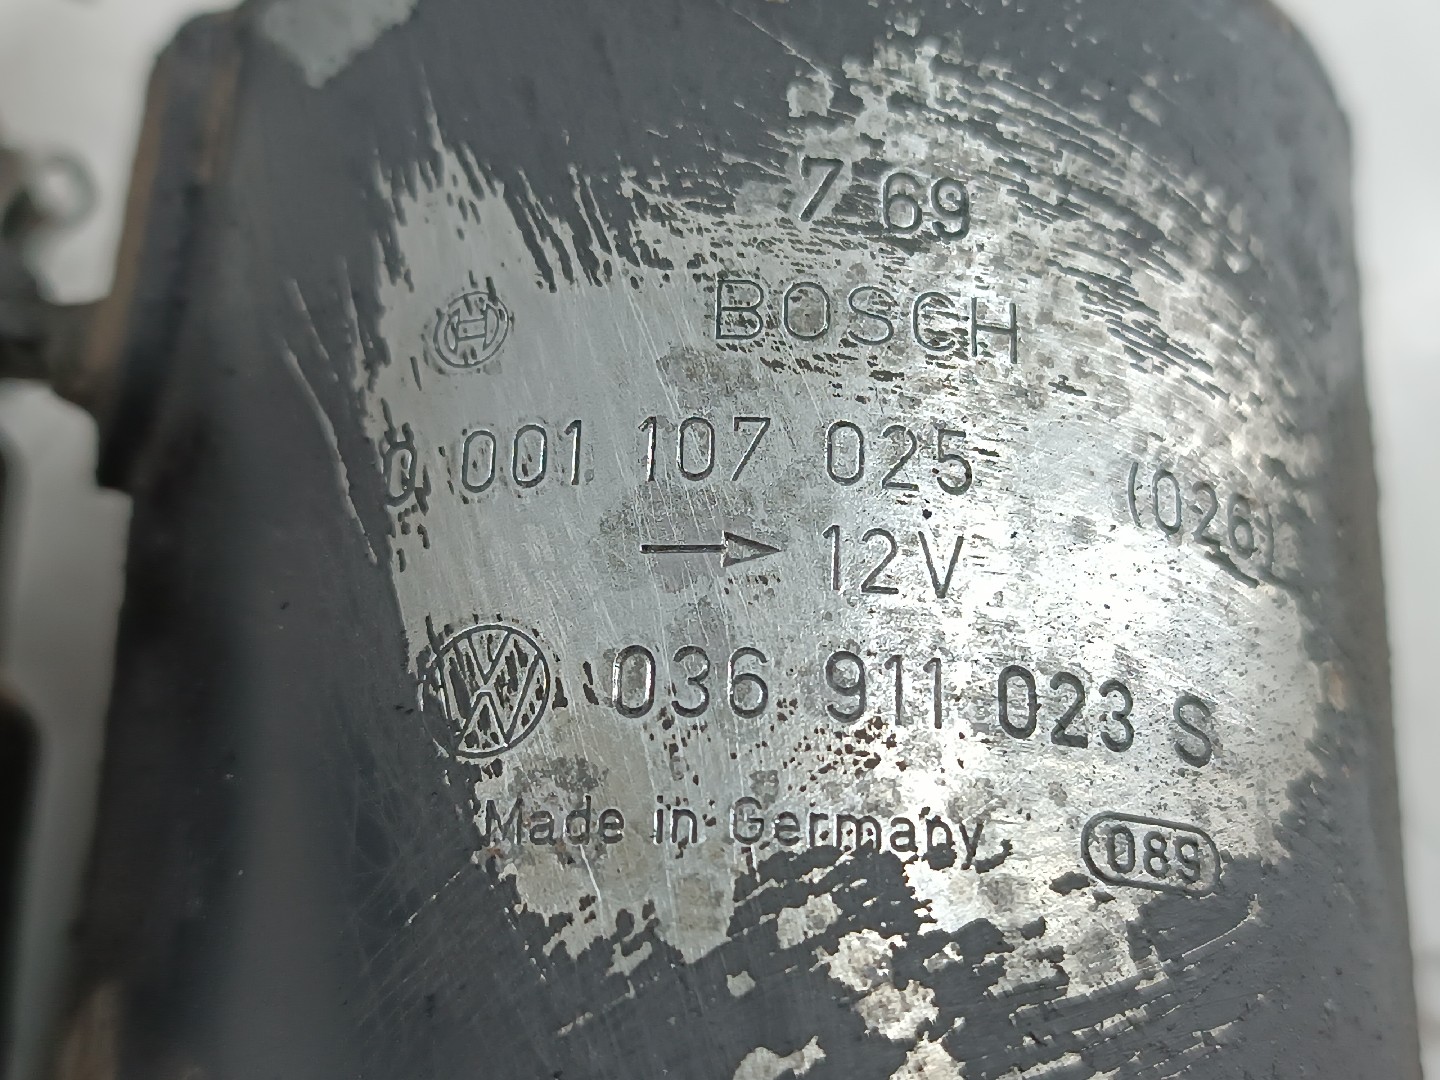 7 69
BOSCH
0 001 107 025 (026)
12V
036 911 023 S
Made in Germany 089